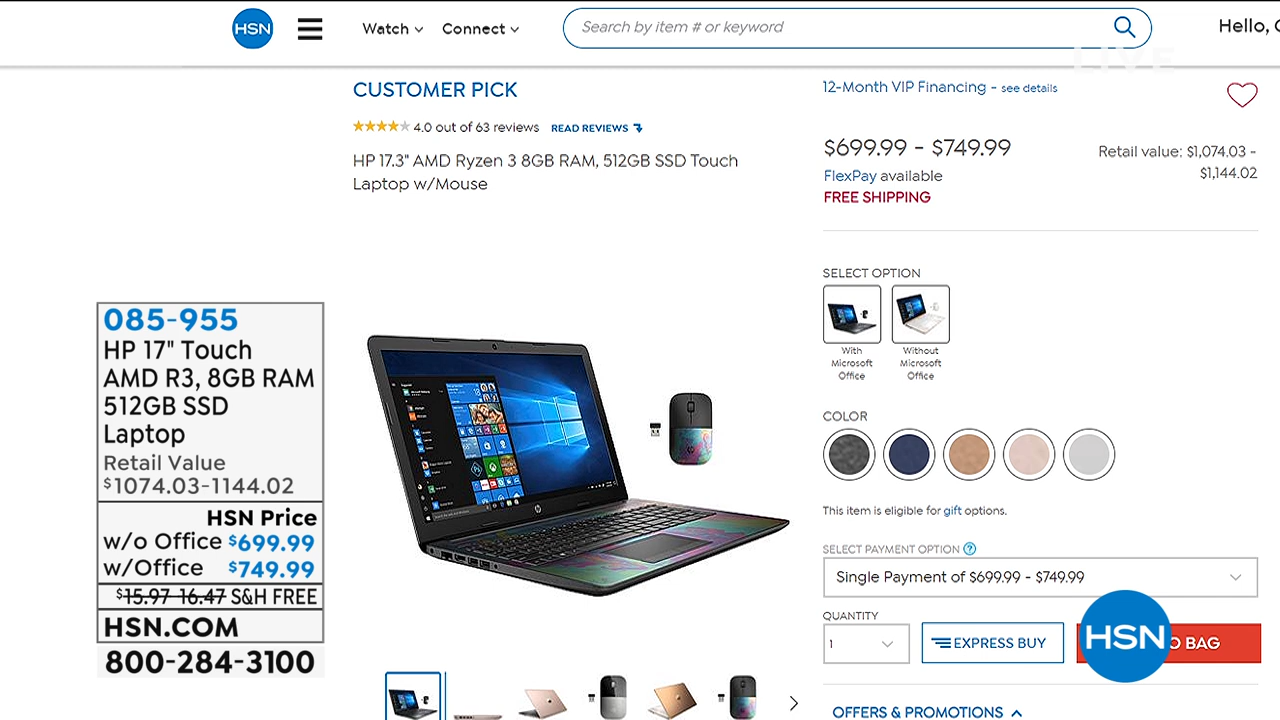 HSN
Watch
Connect
Search by item # or keyword
Hello, C
LIVE
CUSTOMER PICK
4.0 out of 63 reviews
READ REVIEWS
HP 17.3" AMD Ryzen 3 8GB RAM, 512GB SSD Touch
Laptop w/Mouse
12-Month VIP Financing - see details
$699.99 - $749.99
Retail value: $1,074.03 -
$1,144.02
FlexPay available
FREE SHIPPING
SELECT OPTION
With
Microsoft
Office
Without
Microsoft
Office
COLOR
This item is eligible for gift options.
SELECT PAYMENT OPTION ?
Single Payment of $699.99 - $749.99
QUANTITY
1
EXPRESS BUY
HSN
O BAG
OFFERS & PROMOTIONS
085-955
HP 17" Touch
AMD R3, 8GB RAM
512GB SSD
Laptop
Retail Value
$1074.03-1144.02
HSN Price
w/o Office $699.99
w/Office $749.99
$15.97-16.47 S&H FREE
HSN.COM
800-284-3100